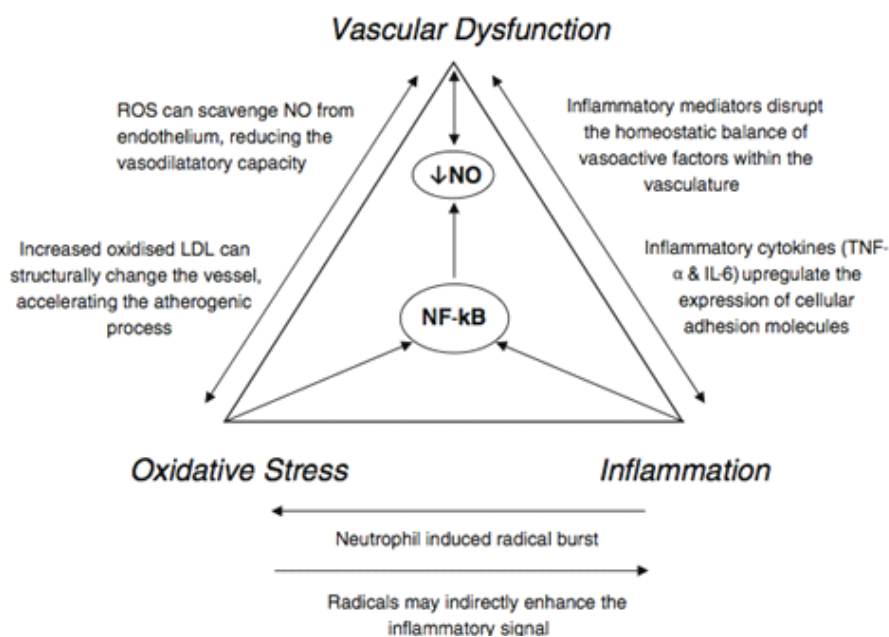 Vascular Dysfunction
ROS can scavenge NO from
endothelium, reducing the
vasodilatatory capacity
Inflammatory mediators disrupt
the homeostatic balance of
vasoactive factors within the
vasculature
↓NO
Increased oxidised LDL can
structurally change the vessel,
accelerating the atherogenic
process
Inflammatory cytokines (TNF-
α & IL-6) upregulate the
expression of cellular
adhesion molecules
NF-kB
Oxidative Stress
Inflammation
Neutrophil induced radical burst
Radicals may indirectly enhance the
inflammatory signal